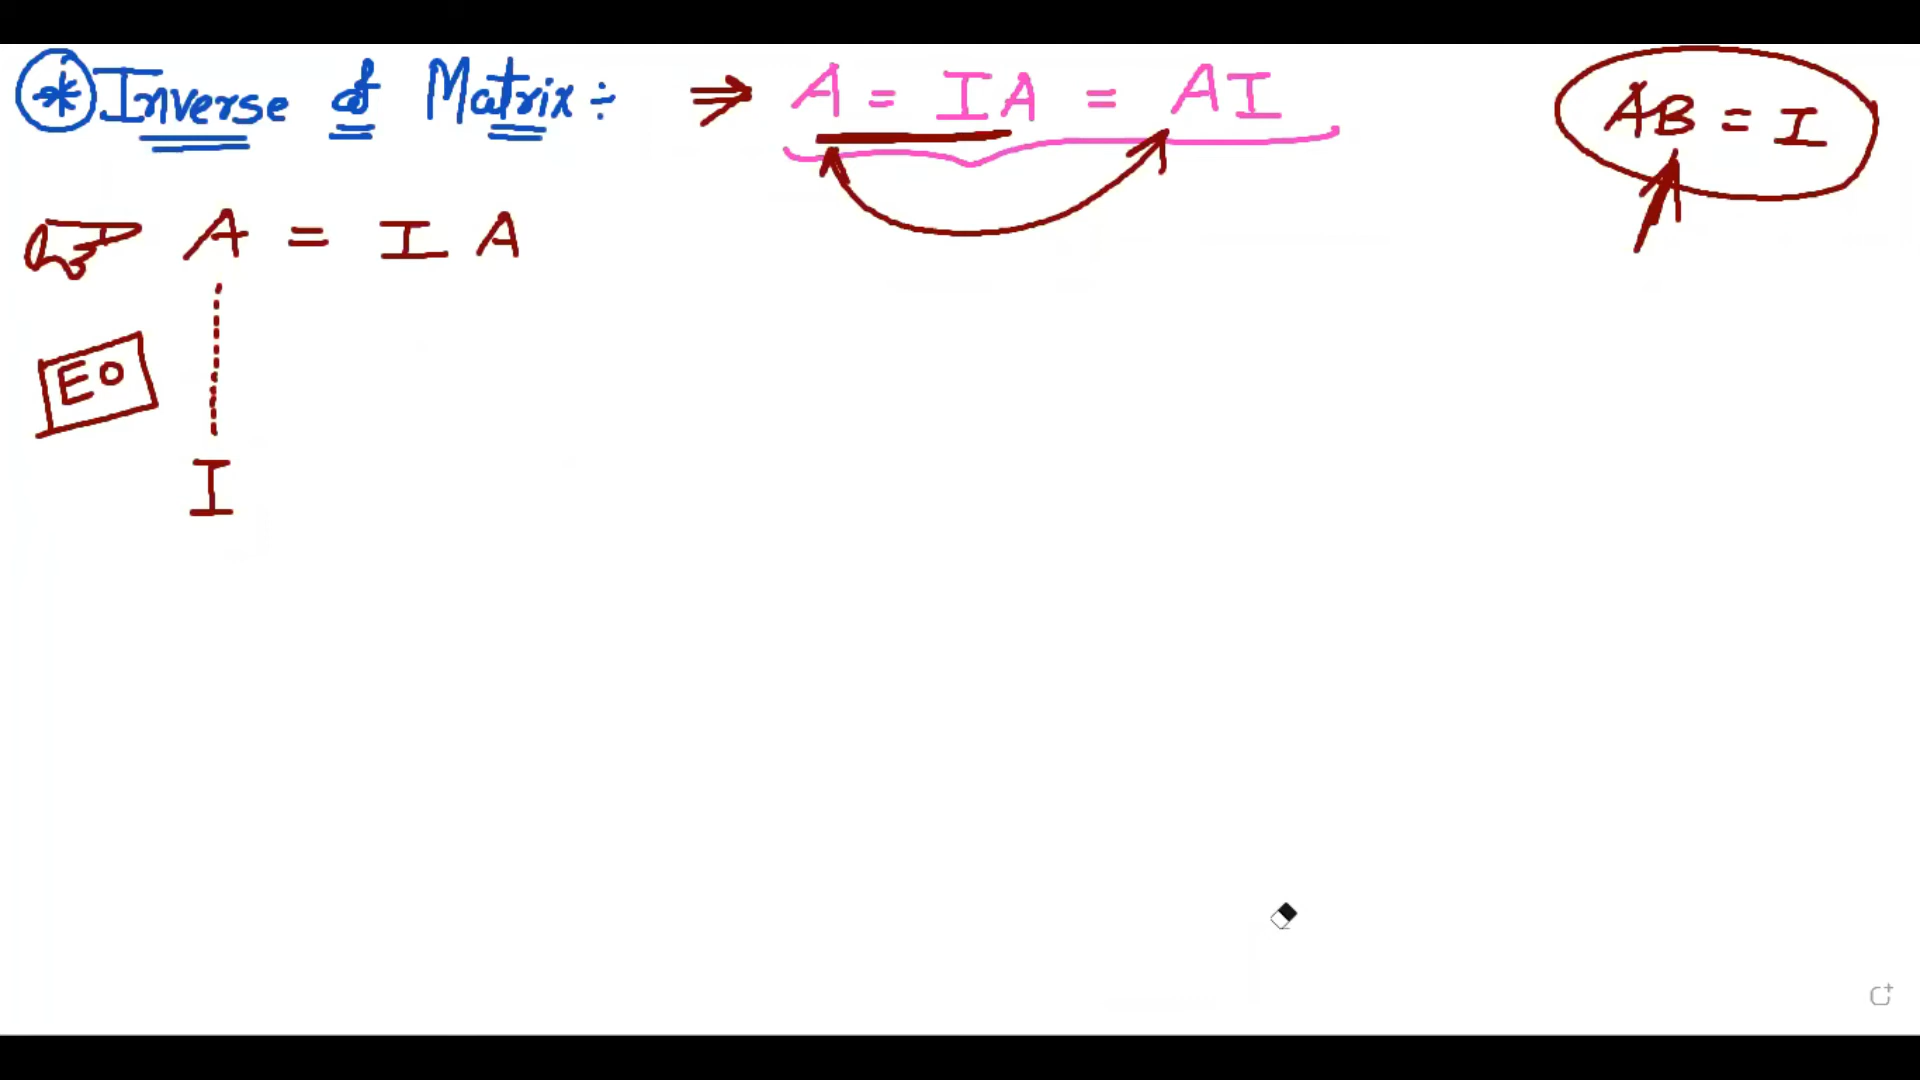 * Inverse of Matrix ÷ ⇒ A = IA = AI
AB = I
A = I A
EO
I